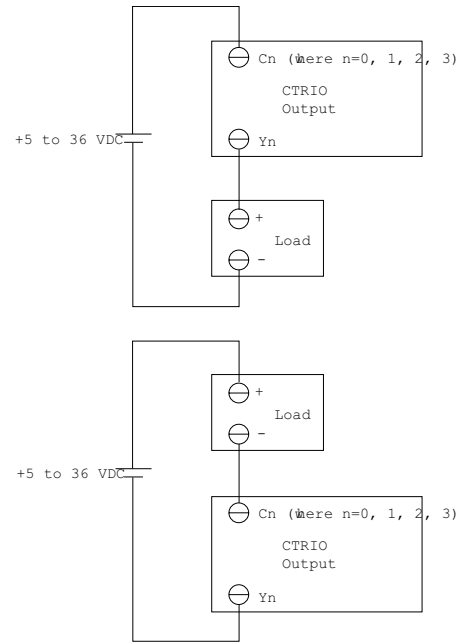 Cn (where n=0, 1, 2, 3)
CTRIO
Output
+5 to 36 VDC
Yn
+
Load
-
+
Load
-
+5 to 36 VDC
Cn (where n=0, 1, 2, 3)
CTRIO
Output
Yn